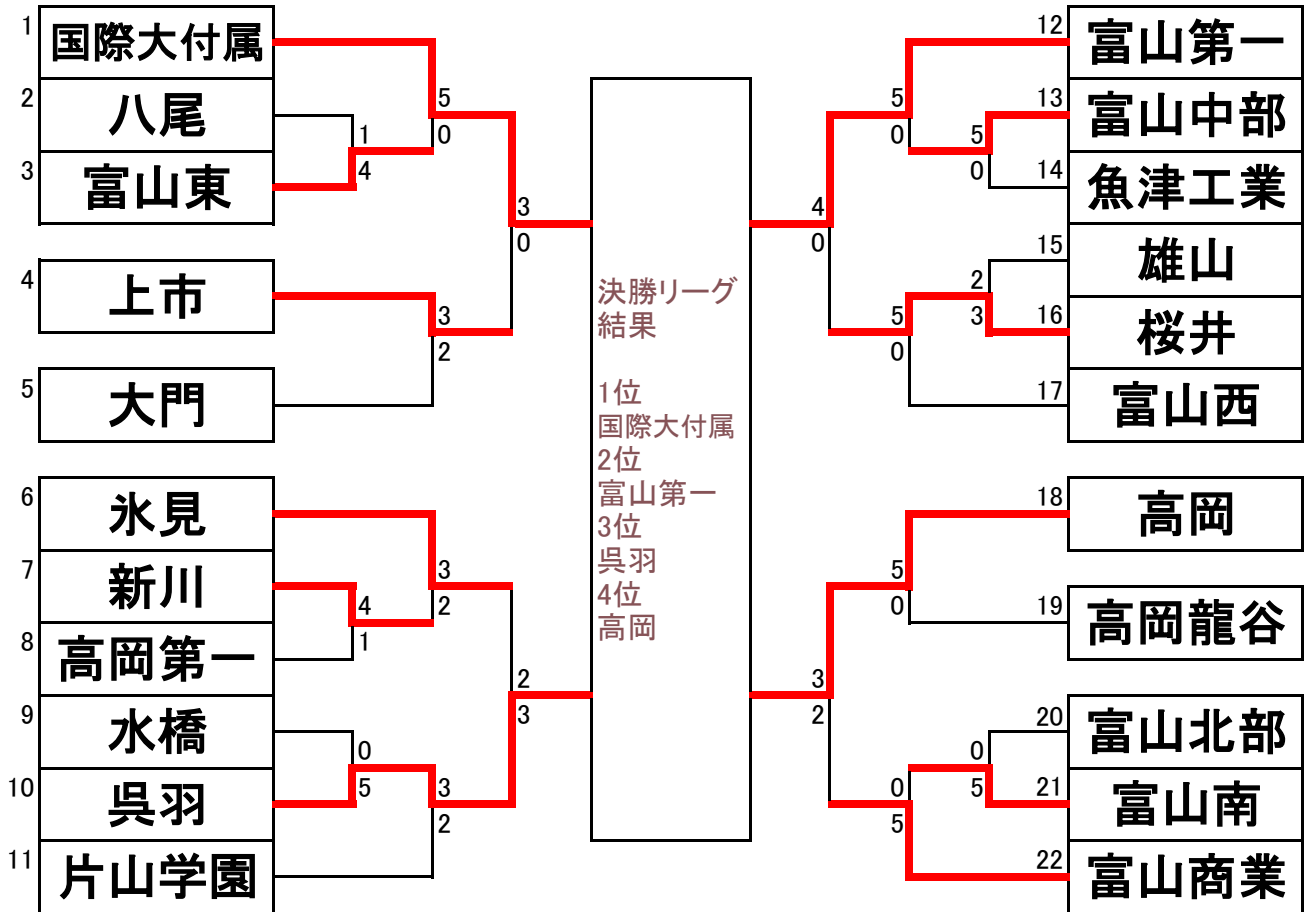 1 国際大付属
2 八尾
3 富山東
4 上市
5 大門
6 氷見
7 新川
8 高岡第一
9 水橋
10 呉羽
11 片山学園
1
4
5
0
3
2
3
0
4
1
3
2
0
5
3
2
2
3
決勝リーグ
結果
1位
国際大付属
2位
富山第一
3位
呉羽
4位
高岡
4
0
5
0
5
0
2
3
5
0
3
2
5
0
0
5
0
5
12 富山第一
13 富山中部
14 魚津工業
15 雄山
16 桜井
17 富山西
18 高岡
19 高岡龍谷
20 富山北部
21 富山南
22 富山商業